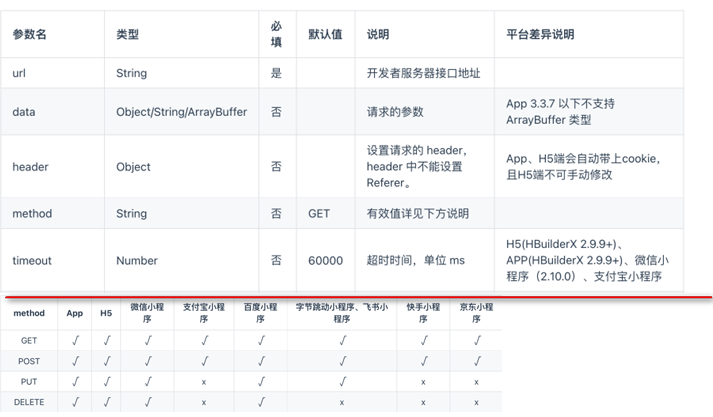 参数名 类型 必填 默认值 说明 平台差异说明
url String 是 开发者服务器接口地址
data Object/String/ArrayBuffer 否 请求的参数 App 3.3.7 以下不支持 ArrayBuffer 类型
header Object 否 设置请求的 header，header 中不能设置 Referer。 App、H5端会自动带上cookie，且H5端不可手动修改
method String 否 GET 有效值详见下方说明
timeout Number 否 60000 超时时间，单位 ms H5(HBuilderX 2.9.9+)、APP(HBuilderX 2.9.9+)、微信小程序（2.10.0）、支付宝小程序
method App H5 微信小程序 支付宝小程序 百度小程序 字节跳动小程序、飞书小程序 快手小程序 京东小程序
GET √ √ √ √ √ √ √ √
POST √ √ √ √ √ √ √ √
PUT √ √ √ x √ √ x x
DELETE √ √ √ x √ x x x